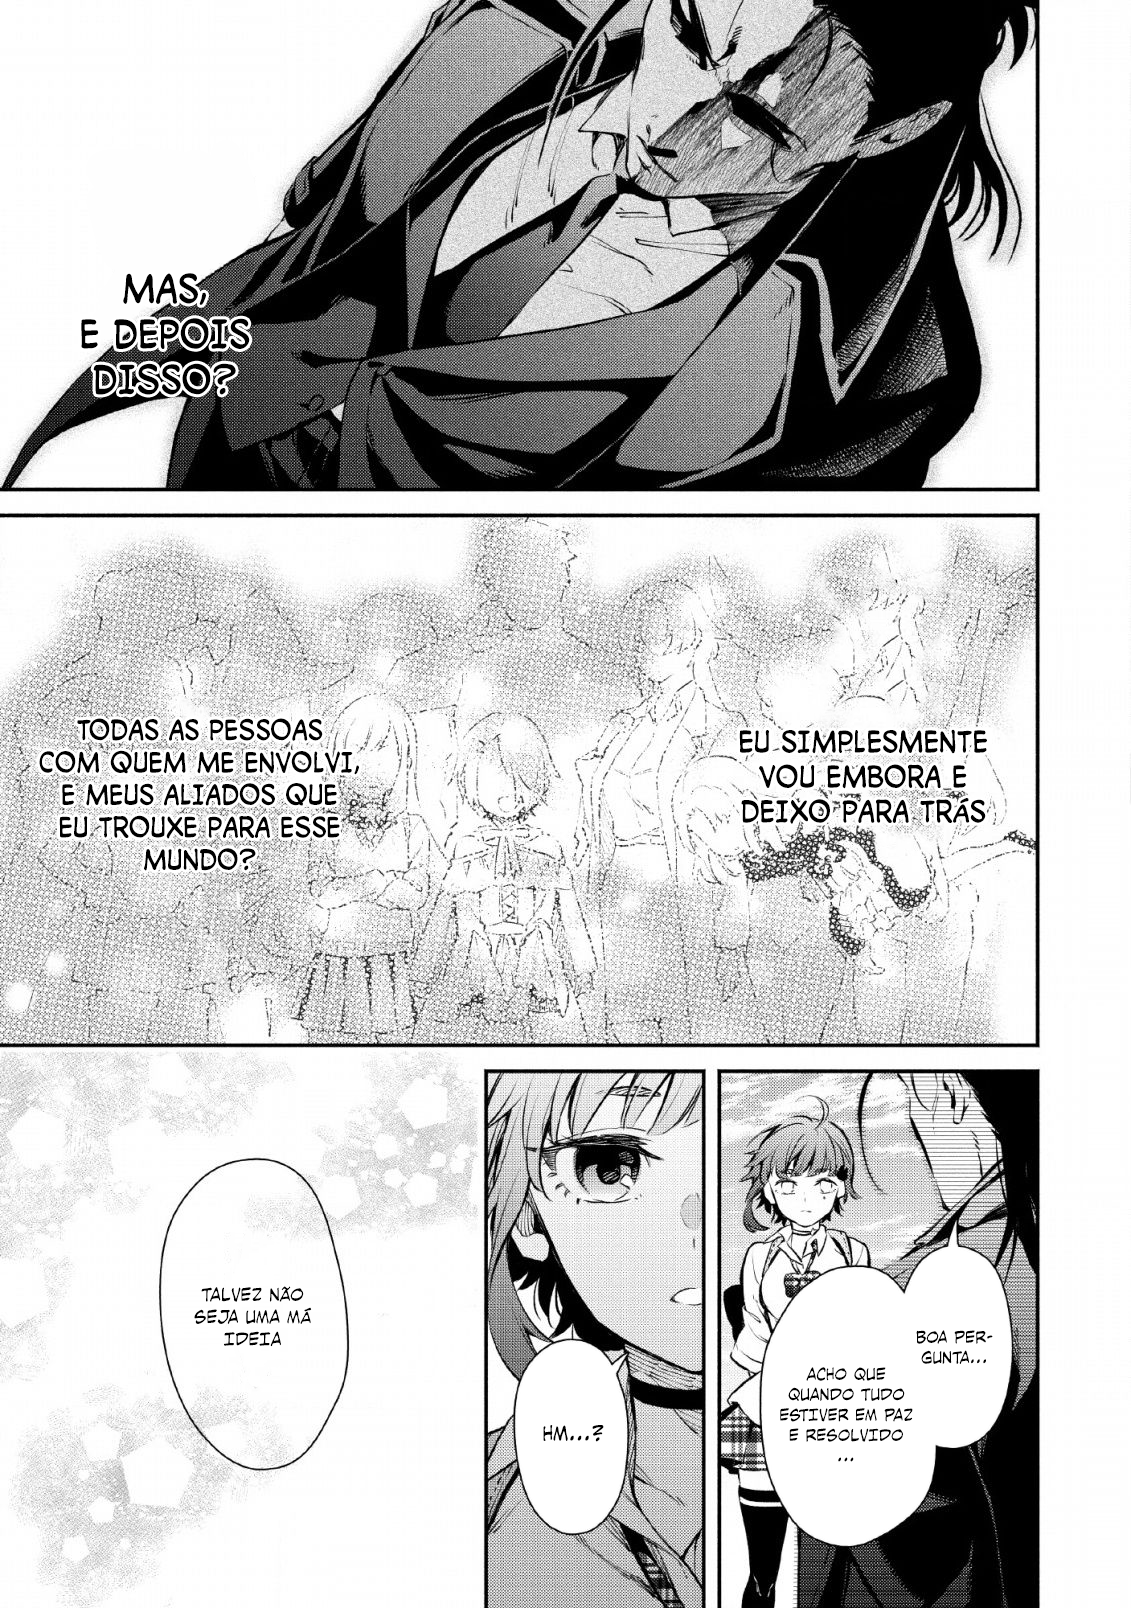 MAS,
E DEPOIS
DISSO?
EU SIMPLESMENTE
VOU EMBORA E
DEIXO PARA TRÁS
TODAS AS PESSOAS
COM QUEM ME ENVOLVI,
E MEUS ALIADOS QUE
EU TROUXE PARA ESSE
MUNDO?
BOA PER-
GUNTA...
ACHO QUE
QUANDO TUDO
ESTIVER EM PAZ
E RESOLVIDO
...
HM...?
TALVEZ NÃO
SEJA UMA MÁ
IDEIA